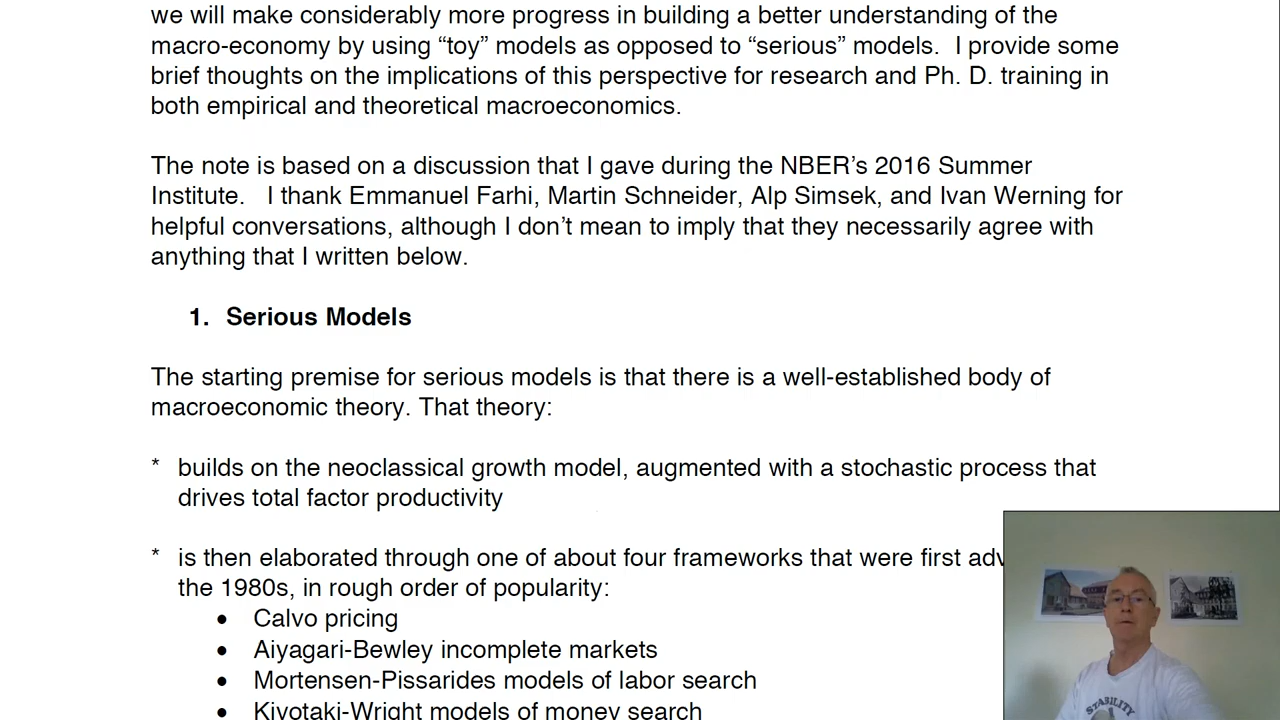 we will make considerably more progress in building a better understanding of the
macro-economy by using “toy” models as opposed to “serious” models.  I provide some
brief thoughts on the implications of this perspective for research and Ph. D. training in
both empirical and theoretical macroeconomics.
The note is based on a discussion that I gave during the NBER’s 2016 Summer
Institute.   I thank Emmanuel Farhi, Martin Schneider, Alp Simsek, and Ivan Werning for
helpful conversations, although I don’t mean to imply that they necessarily agree with
anything that I written below.
1. Serious Models
The starting premise for serious models is that there is a well-established body of
macroeconomic theory. That theory:
* builds on the neoclassical growth model, augmented with a stochastic process that
drives total factor productivity
* is then elaborated through one of about four frameworks that were first adv
the 1980s, in rough order of popularity:
• Calvo pricing
• Aiyagari-Bewley incomplete markets
• Mortensen-Pissarides models of labor search
• Kiyotaki-Wright models of money search
STABILITY